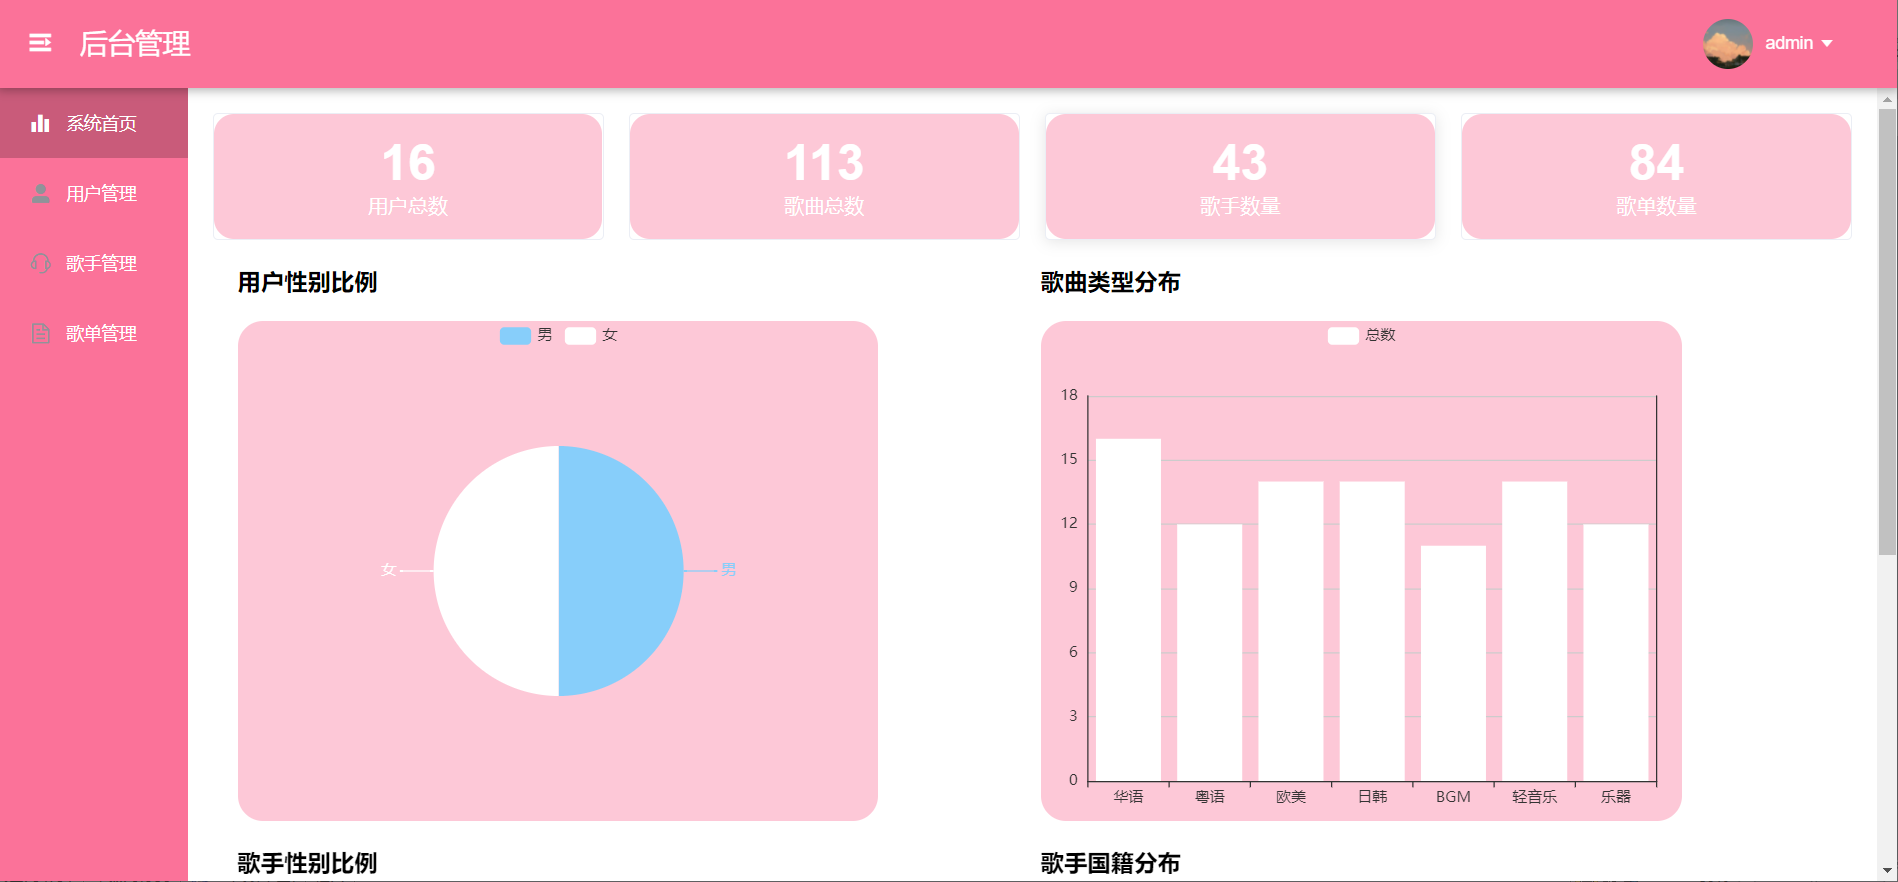 后台管理
admin
系统首页
用户管理
歌手管理
歌单管理
16
用户总数
113
歌曲总数
43
歌手数量
84
歌单数量
用户性别比例
男 女
女
男
歌曲类型分布
总数
18
15
12
9
6
3
0
华语 粤语 欧美 日韩 BGM 轻音乐 乐器
歌手性别比例
歌手国籍分布